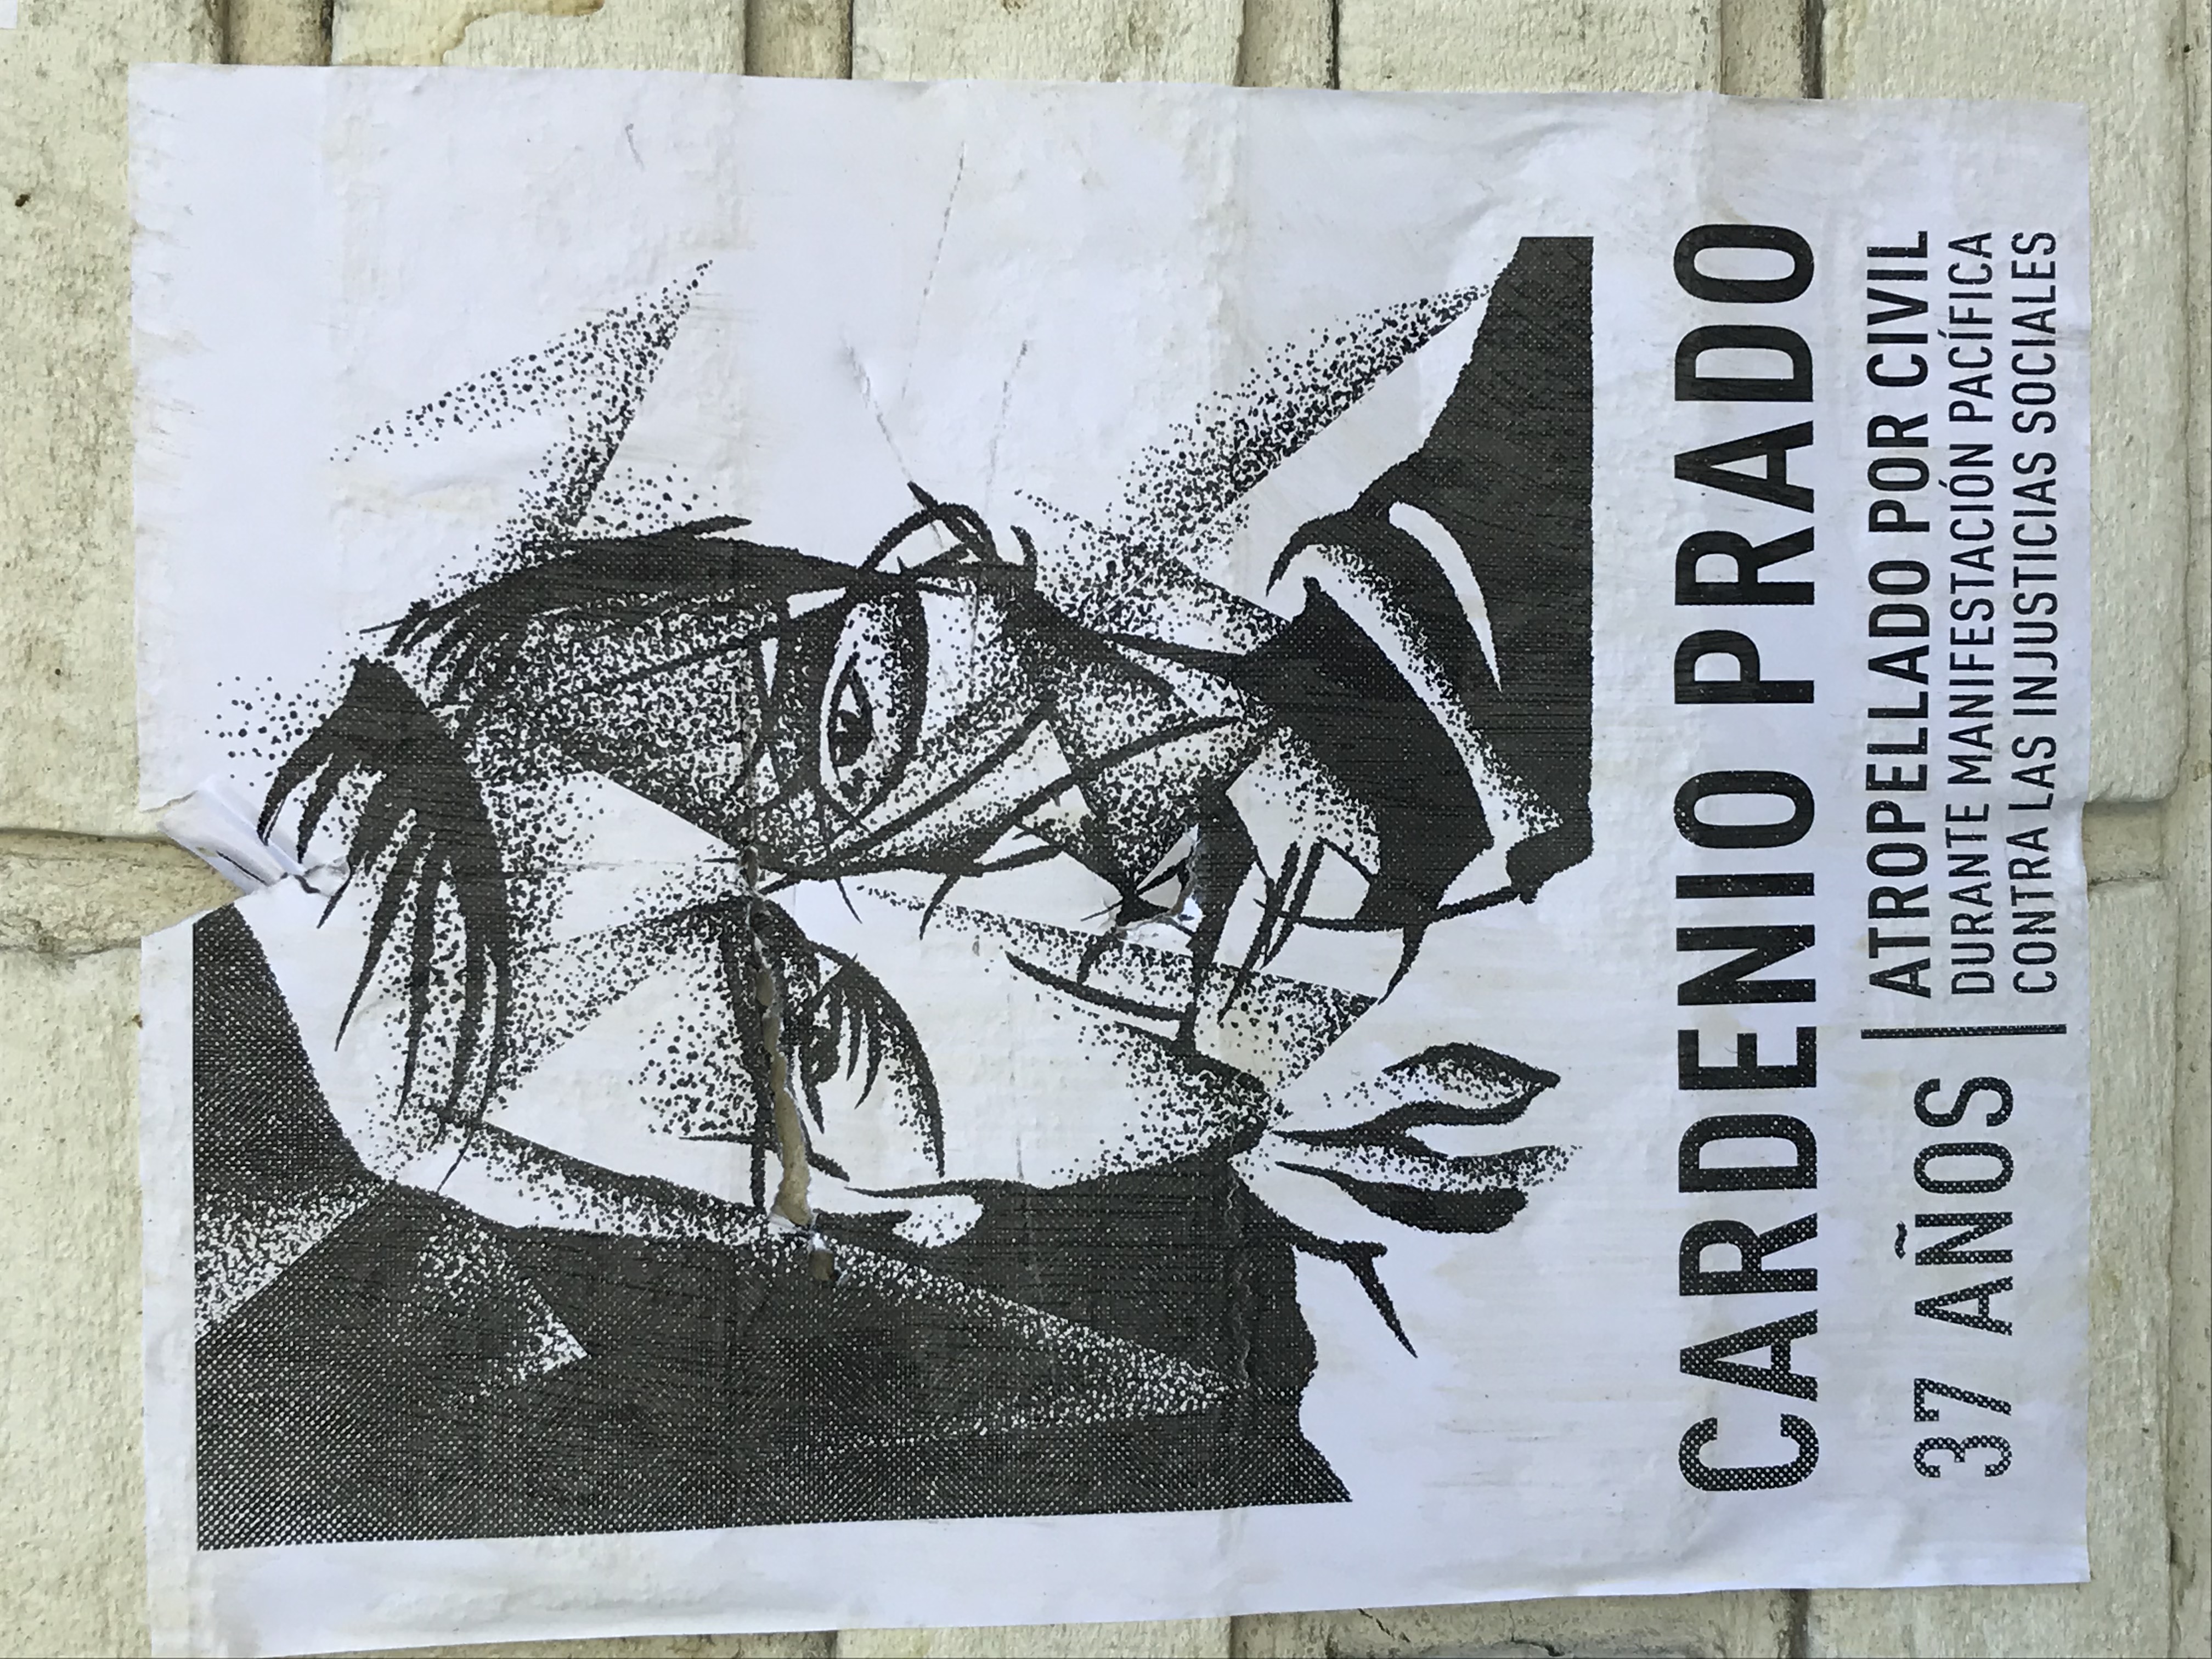 CARDENIO PRADO
37 AÑOS
ATROPELLADO POR CIVIL
DURANTE MANIFESTACIÓN PACÍFICA
CONTRA LAS INJUSTICIAS SOCIALES